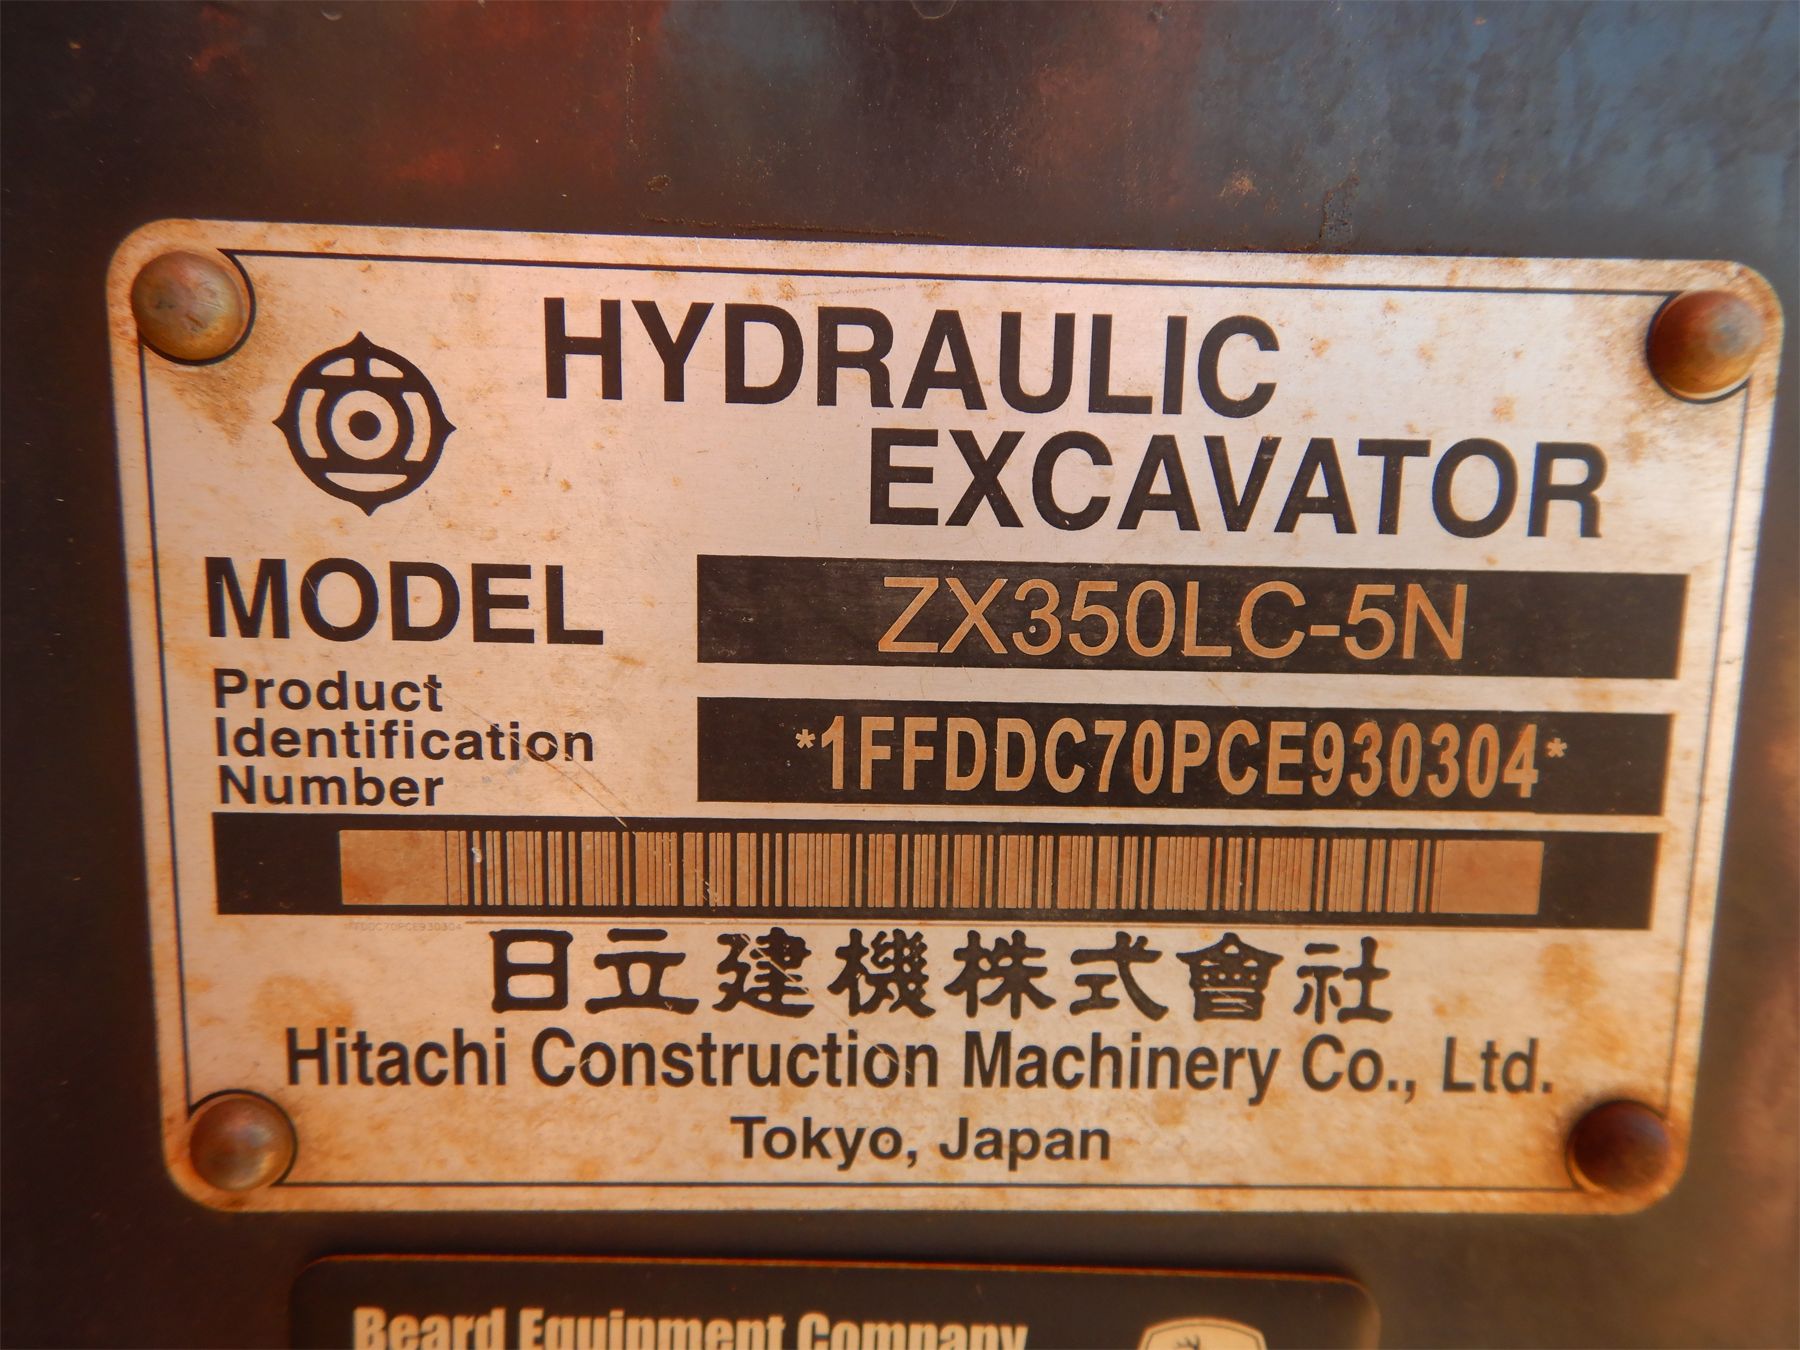 HYDRAULIC
EXCAVATOR
MODEL ZX350LC-5N
Product
Identification
Number
*1FFDDC70PCE930304*
1FFDDC70PCE930304
日立建機株式會社
Hitachi Construction Machinery Co., Ltd.
Tokyo, Japan
Beard Equipment Company